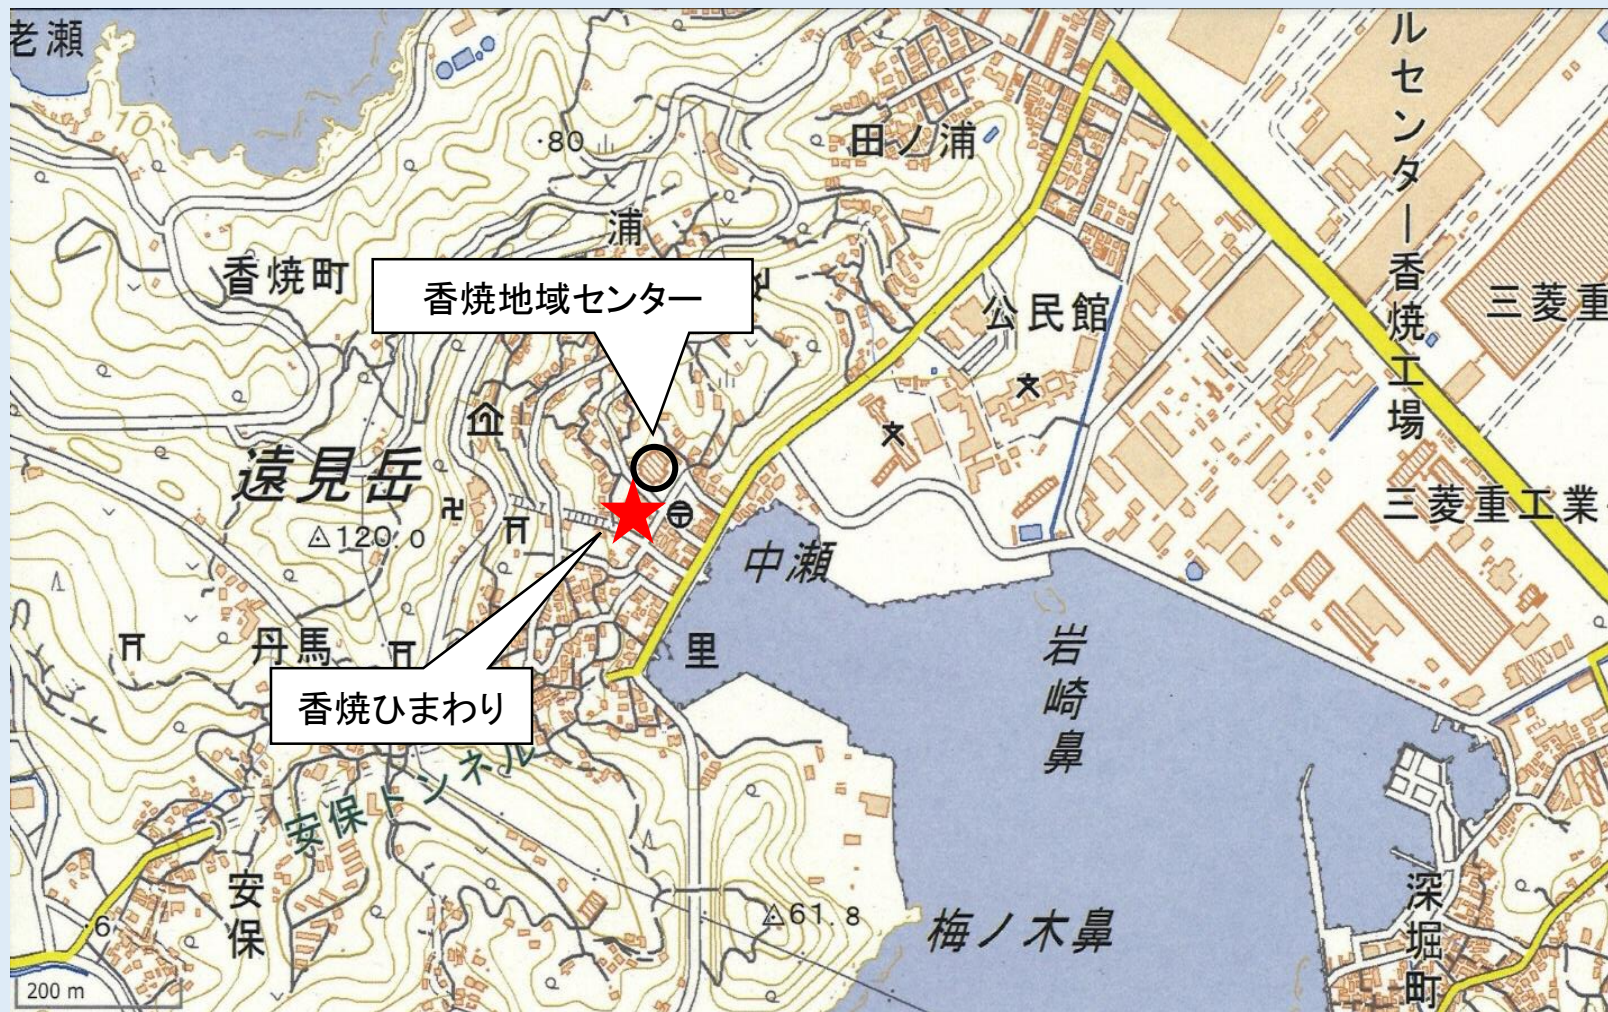 老瀬
10
・80
田ノ浦
浦
香焼町
香焼地域センター
公民館
ルセンター香焼工場
三菱重
遠見岳
120.0
三菱重工業
中瀬
里
岩崎鼻
丹馬
香焼ひまわり
安保トンネル
安保
6
61.8
梅ノ木鼻
深堀町
200 m